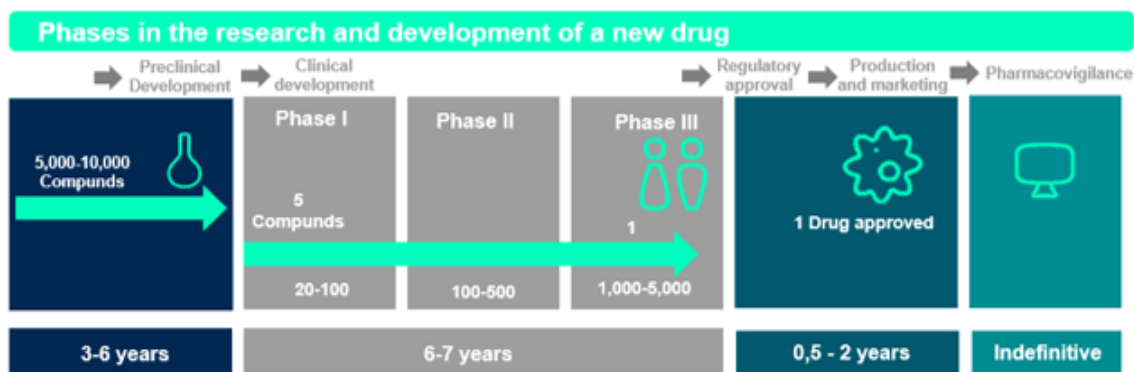 Phases in the research and development of a new drug
Preclinical
Development
Clinical
development
Regulatory
approval
Production
and marketing
Pharmacovigilance
5,000-10,000
Compunds
Phase I
5
Compunds
20-100
Phase II
100-500
Phase III
1
1,000-5,000
1 Drug approved
3-6 years
6-7 years
0,5 - 2 years
Indefinitive